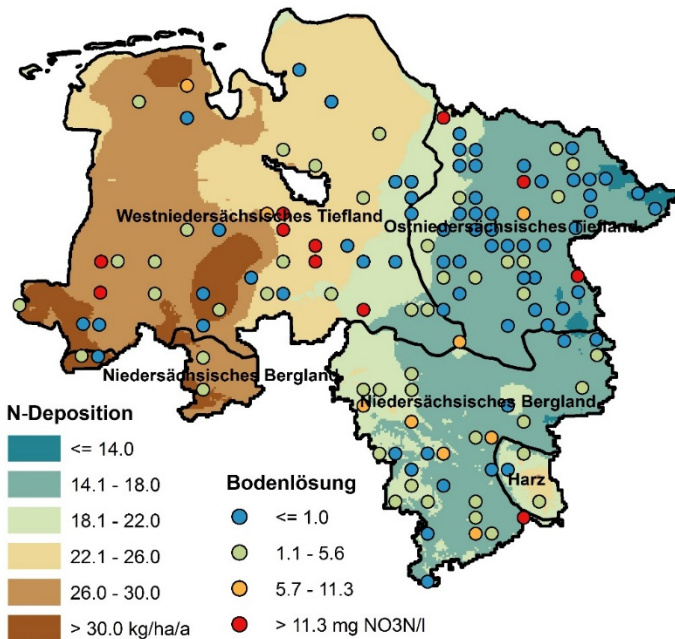 Westniedersächsisches Tiefland
Ostniedersächsisches Tiefland
Niedersächsisches Bergland
Niedersächsisches Bergland
Harz
N-Deposition
<= 14.0
14.1 - 18.0
18.1 - 22.0
22.1 - 26.0
26.0 - 30.0
> 30.0 kg/ha/a
Bodenlösung
<= 1.0
1.1 - 5.6
5.7 - 11.3
> 11.3 mg NO3N/l